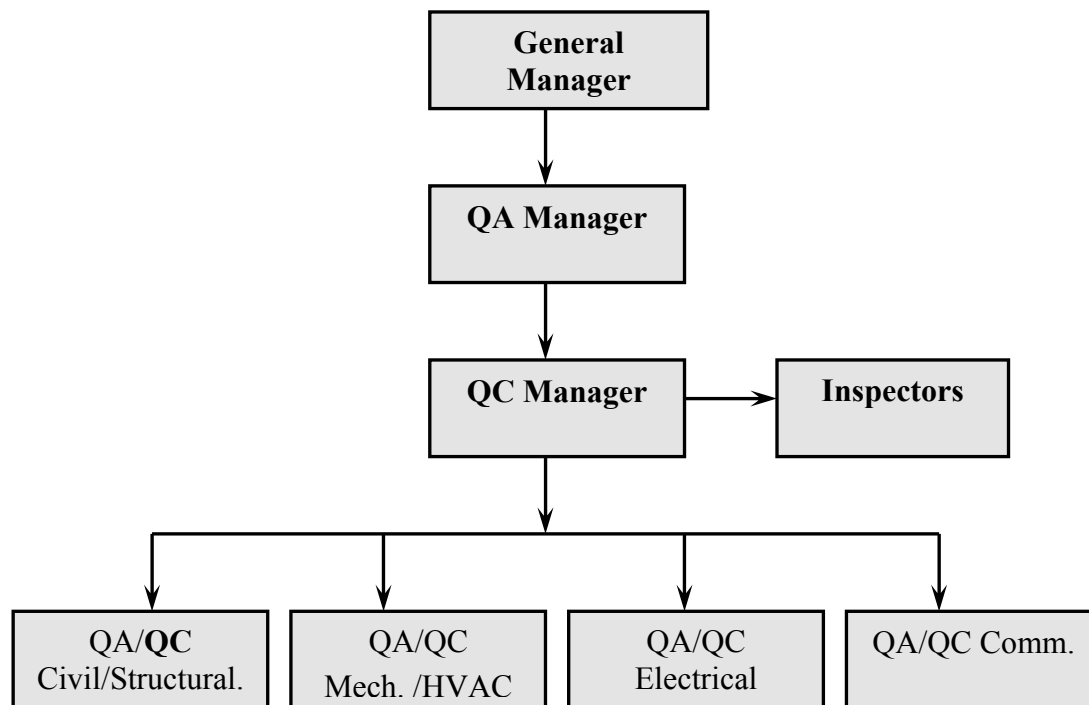 General
Manager
QA Manager
QC Manager
Inspectors
QA/QC
Civil/Structural.
QA/QC
Mech. /HVAC
QA/QC
Electrical
QA/QC Comm.